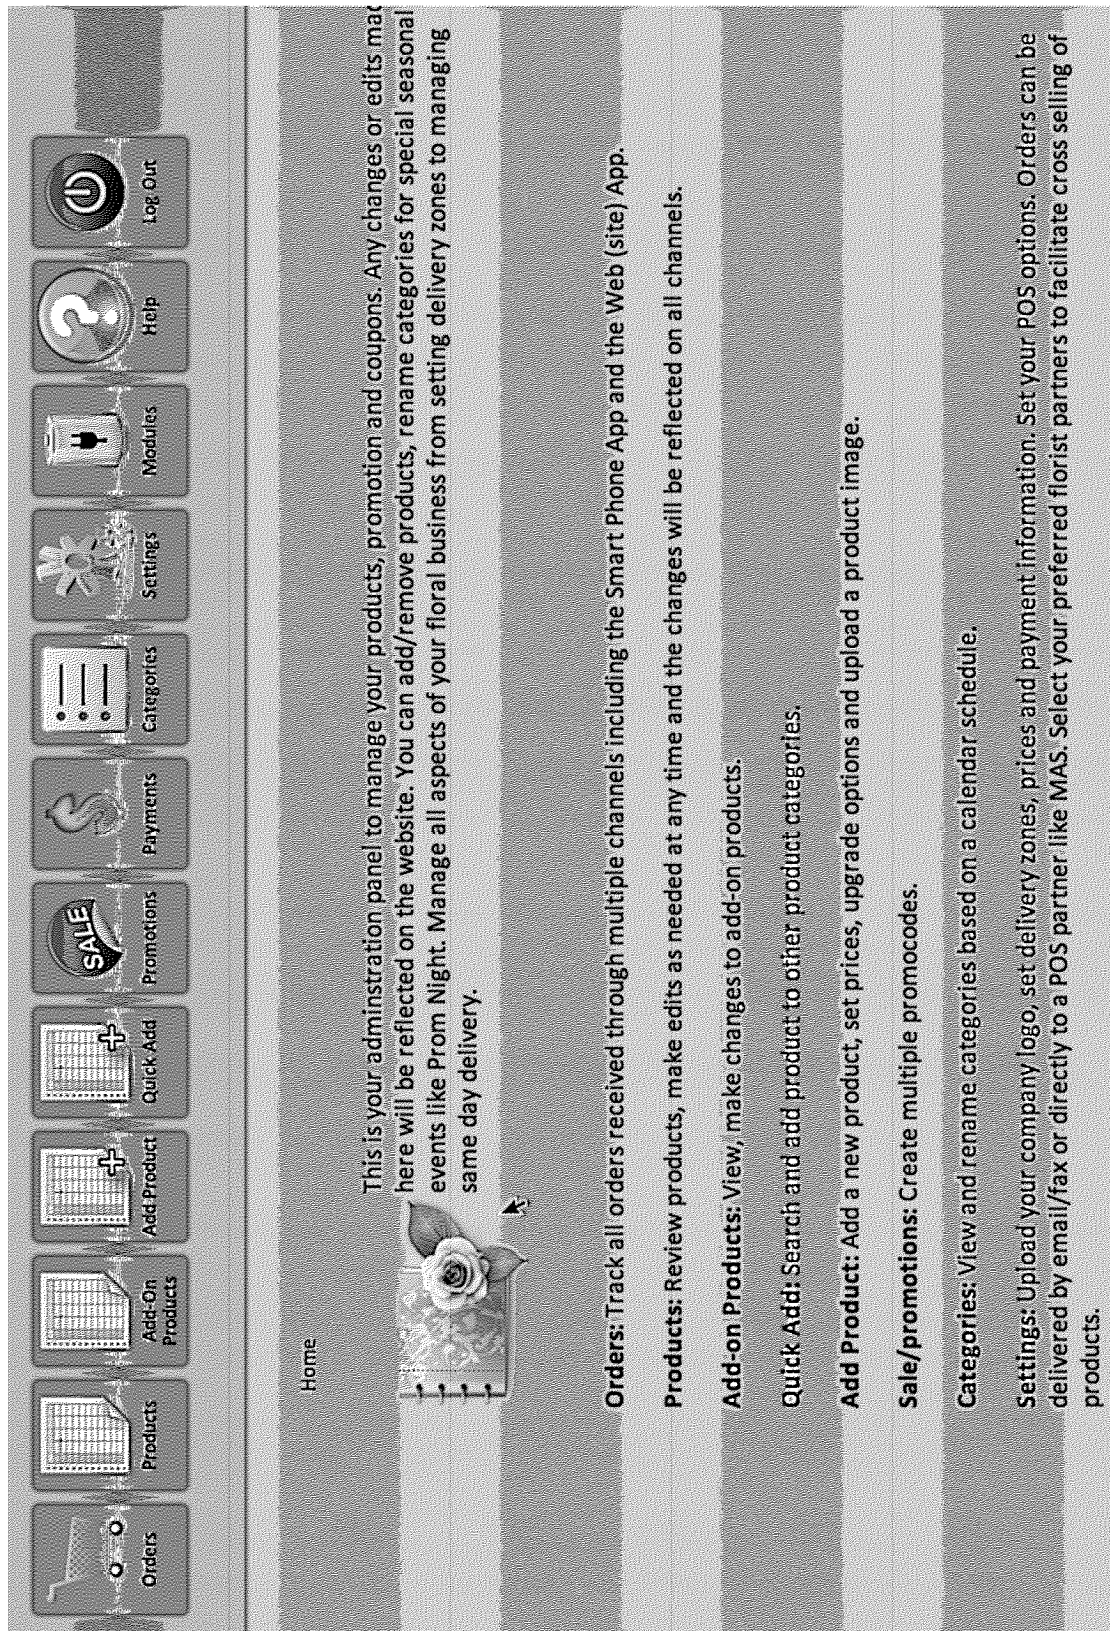 Orders
Products
Add-On
Products
Add Product
Quick Add
SALE
Promotions
Payments
Categories
Settings
Modules
Help
Log Out
Home
This is your adminstration panel to manage your products, promotion and coupons. Any changes or edits mad
here will be reflected on the website. You can add/remove products, rename categories for special seasonal
events like Prom Night. Manage all aspects of your floral business from setting delivery zones to managing
same day delivery.
Orders: Track all orders received through multiple channels including the Smart Phone App and the Web (site) App.
Products: Review products, make edits as needed at any time and the changes will be reflected on all channels.
Add-on Products: View, make changes to add-on products.
Quick Add: Search and add product to other product categories.
Add Product: Add a new product, set prices, upgrade options and upload a product image.
Sale/promotions: Create multiple promocodes.
Categories: View and rename categories based on a calendar schedule.
Settings: Upload your company logo, set delivery zones, prices and payment information. Set your POS options. Orders can be
delivered by email/fax or directly to a POS partner like MAS. Select your preferred florist partners to facilitate cross selling of
products.